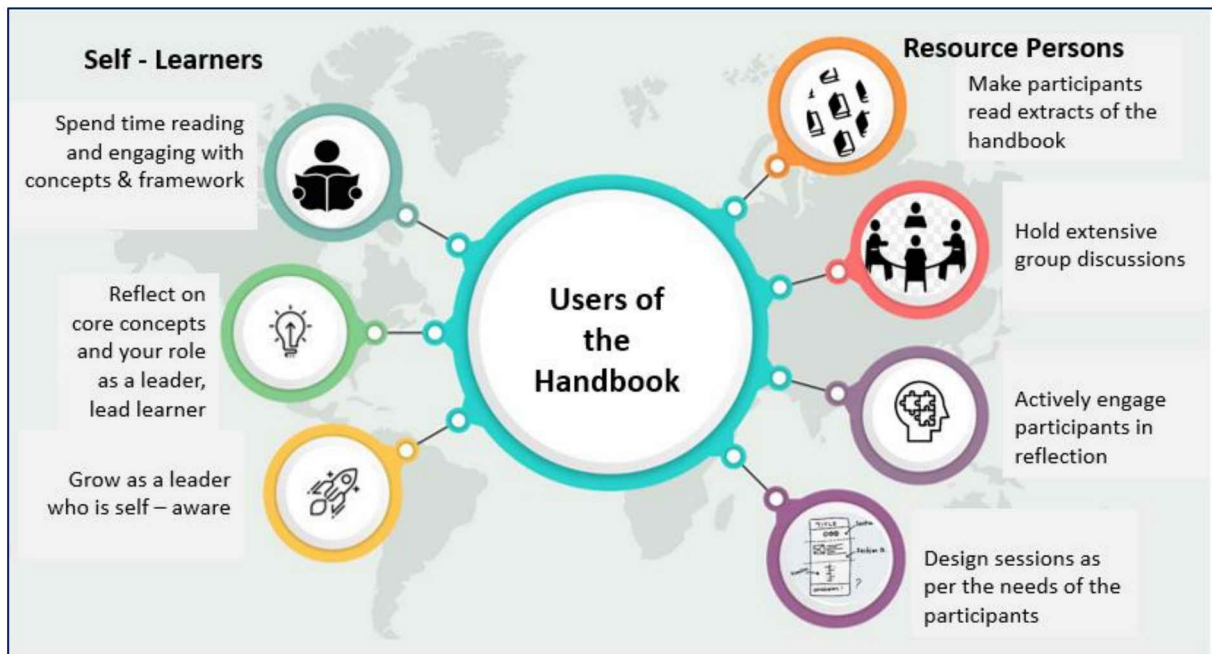 Self - Learners
Spend time reading
and engaging with
concepts & framework
Reflect on
core concepts
and your role
as a leader,
lead learner
Grow as a leader
who is self – aware
Users of
the
Handbook
Resource Persons
Make participants
read extracts of the
handbook
Hold extensive
group discussions
Actively engage
participants in
reflection
TITLE
Design sessions as
per the needs of the
participants